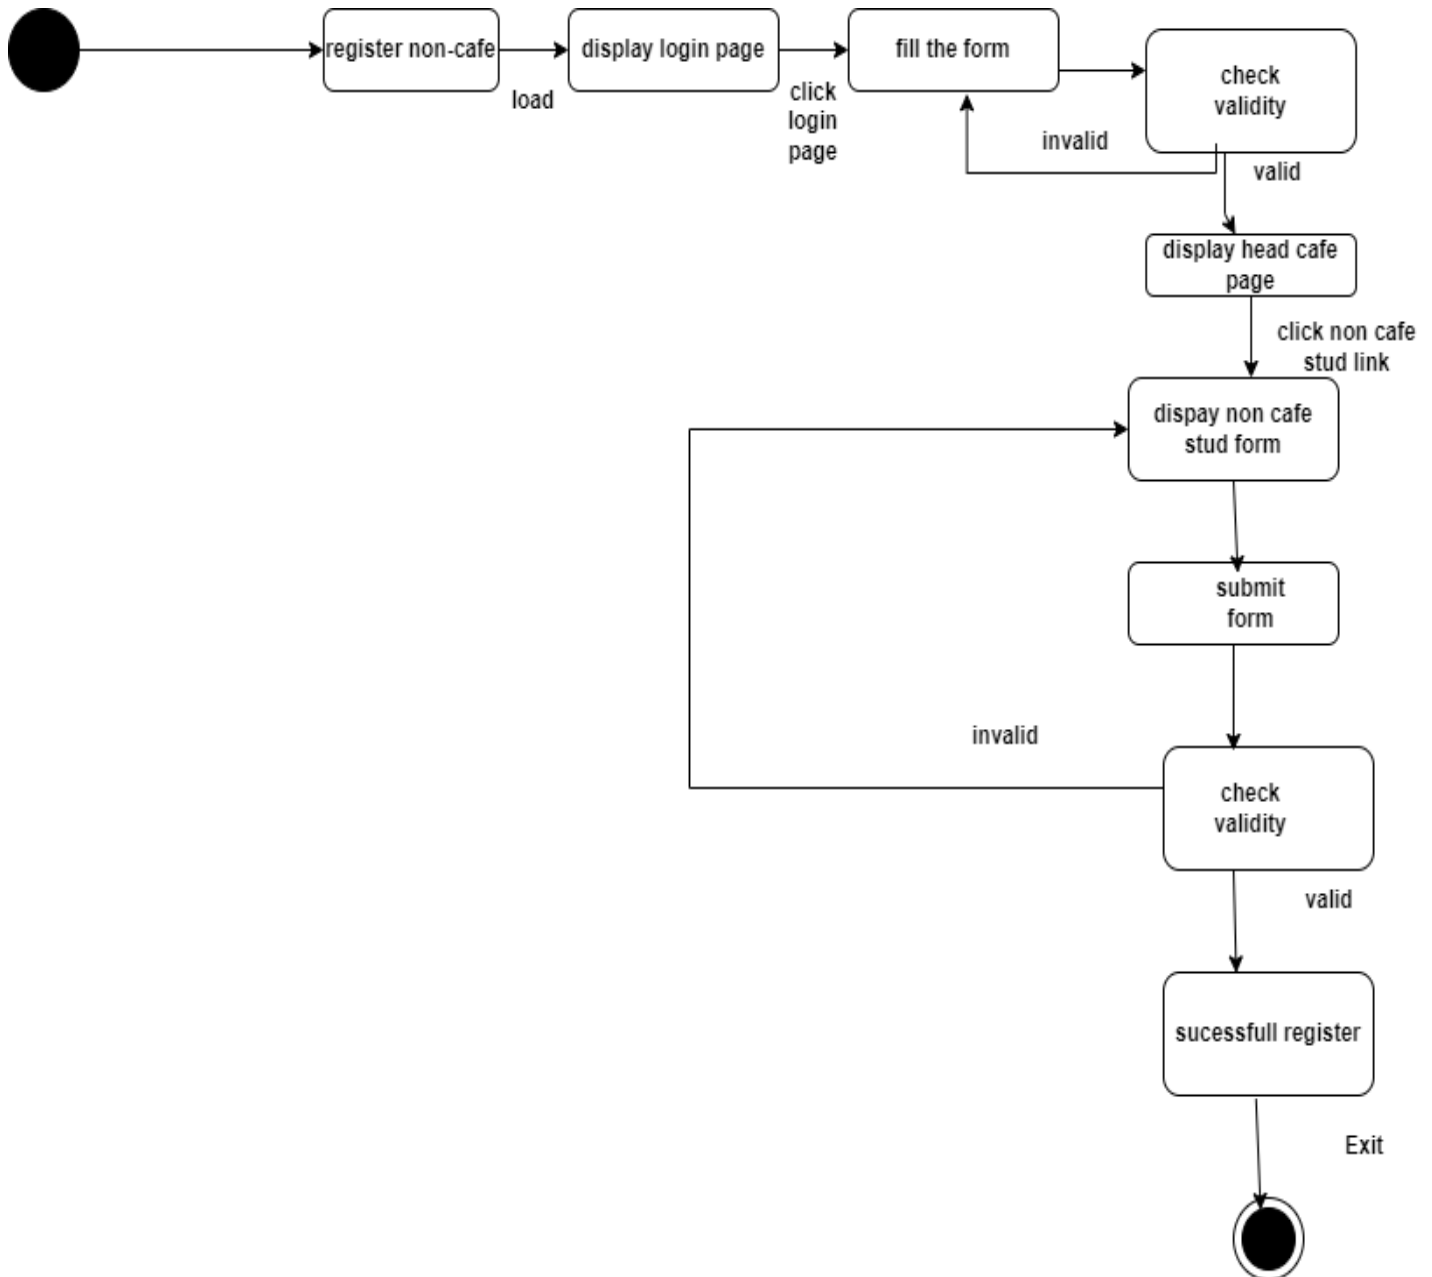 register non-cafe
display login page
fill the form
check
validity
load
click
login
page
invalid
valid
display head cafe
page
click non cafe
stud link
dispay non cafe
stud form
submit
form
invalid
check
validity
valid
sucessfull register
Exit